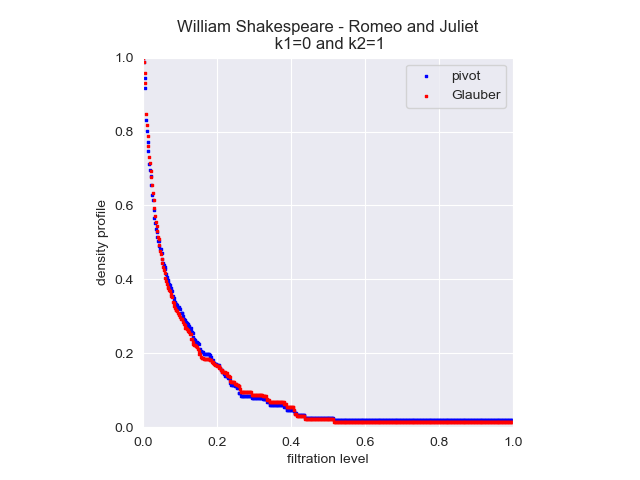 William Shakespeare - Romeo and Juliet
k1=0 and k2=1
pivot
Glauber
density profile
1.0
0.8
0.6
0.4
0.2
0.0
0.0 0.2 0.4 0.6 0.8 1.0
filtration level